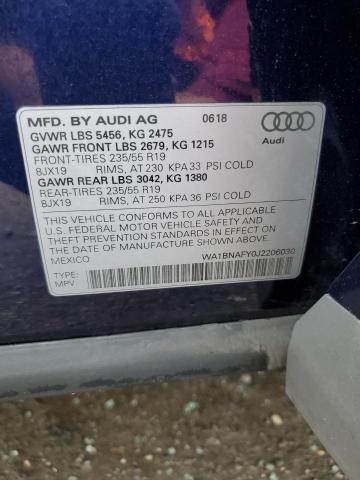 MFD. BY AUDI AG 0618
GVWR LBS 5456, KG 2475
GAWR FRONT LBS 2679, KG 1215
FRONT-TIRES 235/55 R19
8JX19 RIMS, AT 230 KPA 33 PSI COLD
GAWR REAR LBS 3042, KG 1380
REAR-TIRES 235/55 R19
8JX19 RIMS, AT 250 KPA 36 PSI COLD
Audi
THIS VEHICLE CONFORMS TO ALL APPLICABLE
U.S. FEDERAL MOTOR VEHICLE SAFETY AND
THEFT PREVENTION STANDARDS IN EFFECT ON THE
DATE OF MANUFACTURE SHOWN ABOVE.
MEXICO WA1BNAFY0J2206030
TYPE:
MPV